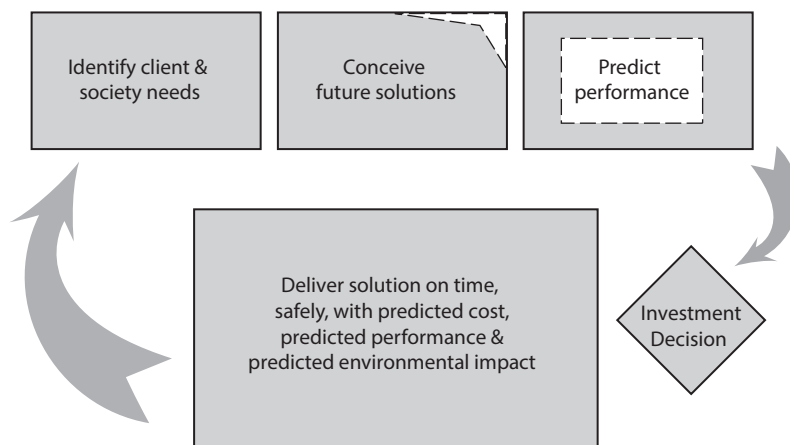 Identify client &
society needs
Conceive
future solutions
Predict
performance
Deliver solution on time,
safely, with predicted cost,
predicted performance &
predicted environmental impact
Investment
Decision